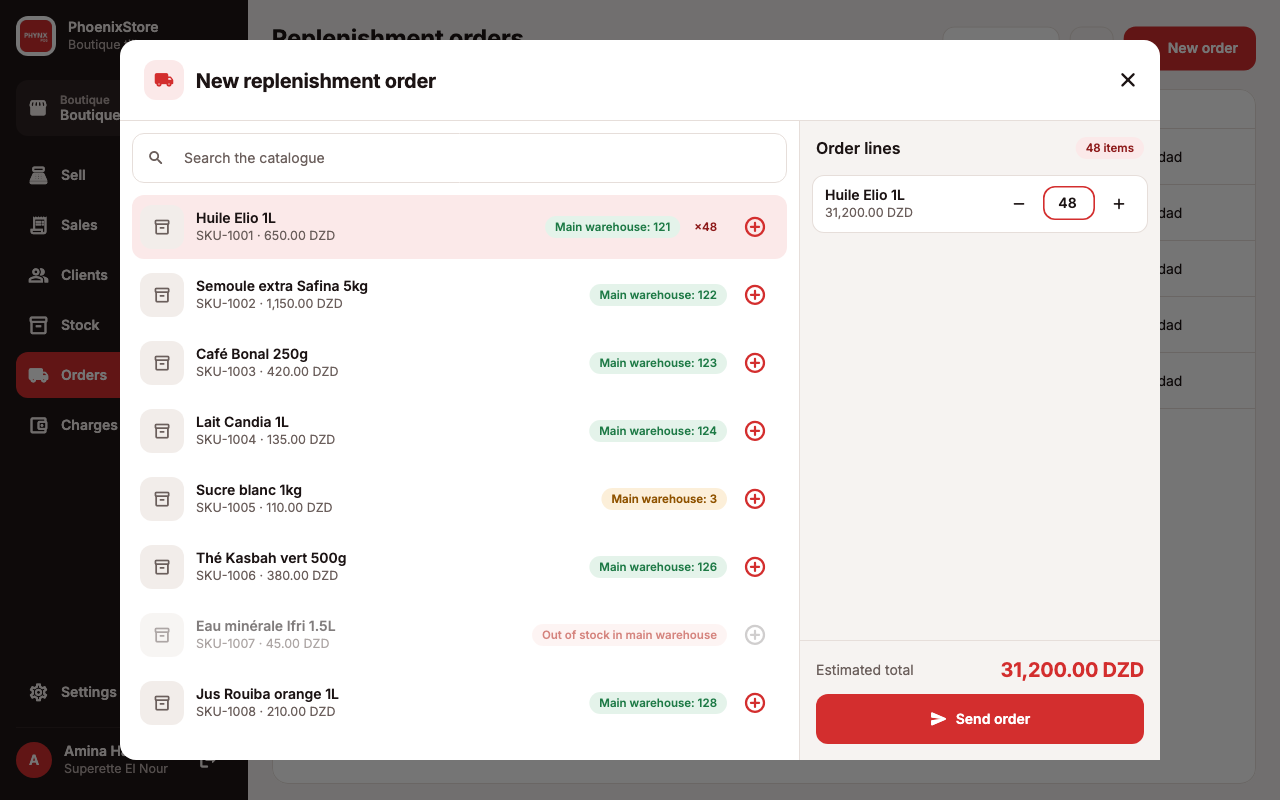 PHYNX
PhoenixStore
Boutique
Boutique
Boutique
Sell
Sales
Clients
Stock
Orders
Charges
Settings
A
Amina H
Superette El Nour
Replenishment orders
New order
New replenishment order
Search the catalogue
Huile Elio 1L
SKU-1001 · 650.00 DZD
Main warehouse: 121
×48
Semoule extra Safina 5kg
SKU-1002 · 1,150.00 DZD
Main warehouse: 122
Café Bonal 250g
SKU-1003 · 420.00 DZD
Main warehouse: 123
Lait Candia 1L
SKU-1004 · 135.00 DZD
Main warehouse: 124
Sucre blanc 1kg
SKU-1005 · 110.00 DZD
Main warehouse: 3
Thé Kasbah vert 500g
SKU-1006 · 380.00 DZD
Main warehouse: 126
Eau minérale Ifri 1.5L
SKU-1007 · 45.00 DZD
Out of stock in main warehouse
Jus Rouiba orange 1L
SKU-1008 · 210.00 DZD
Main warehouse: 128
Order lines
48 items
Huile Elio 1L
31,200.00 DZD
48
Estimated total
31,200.00 DZD
Send order
dad
dad
dad
dad
dad